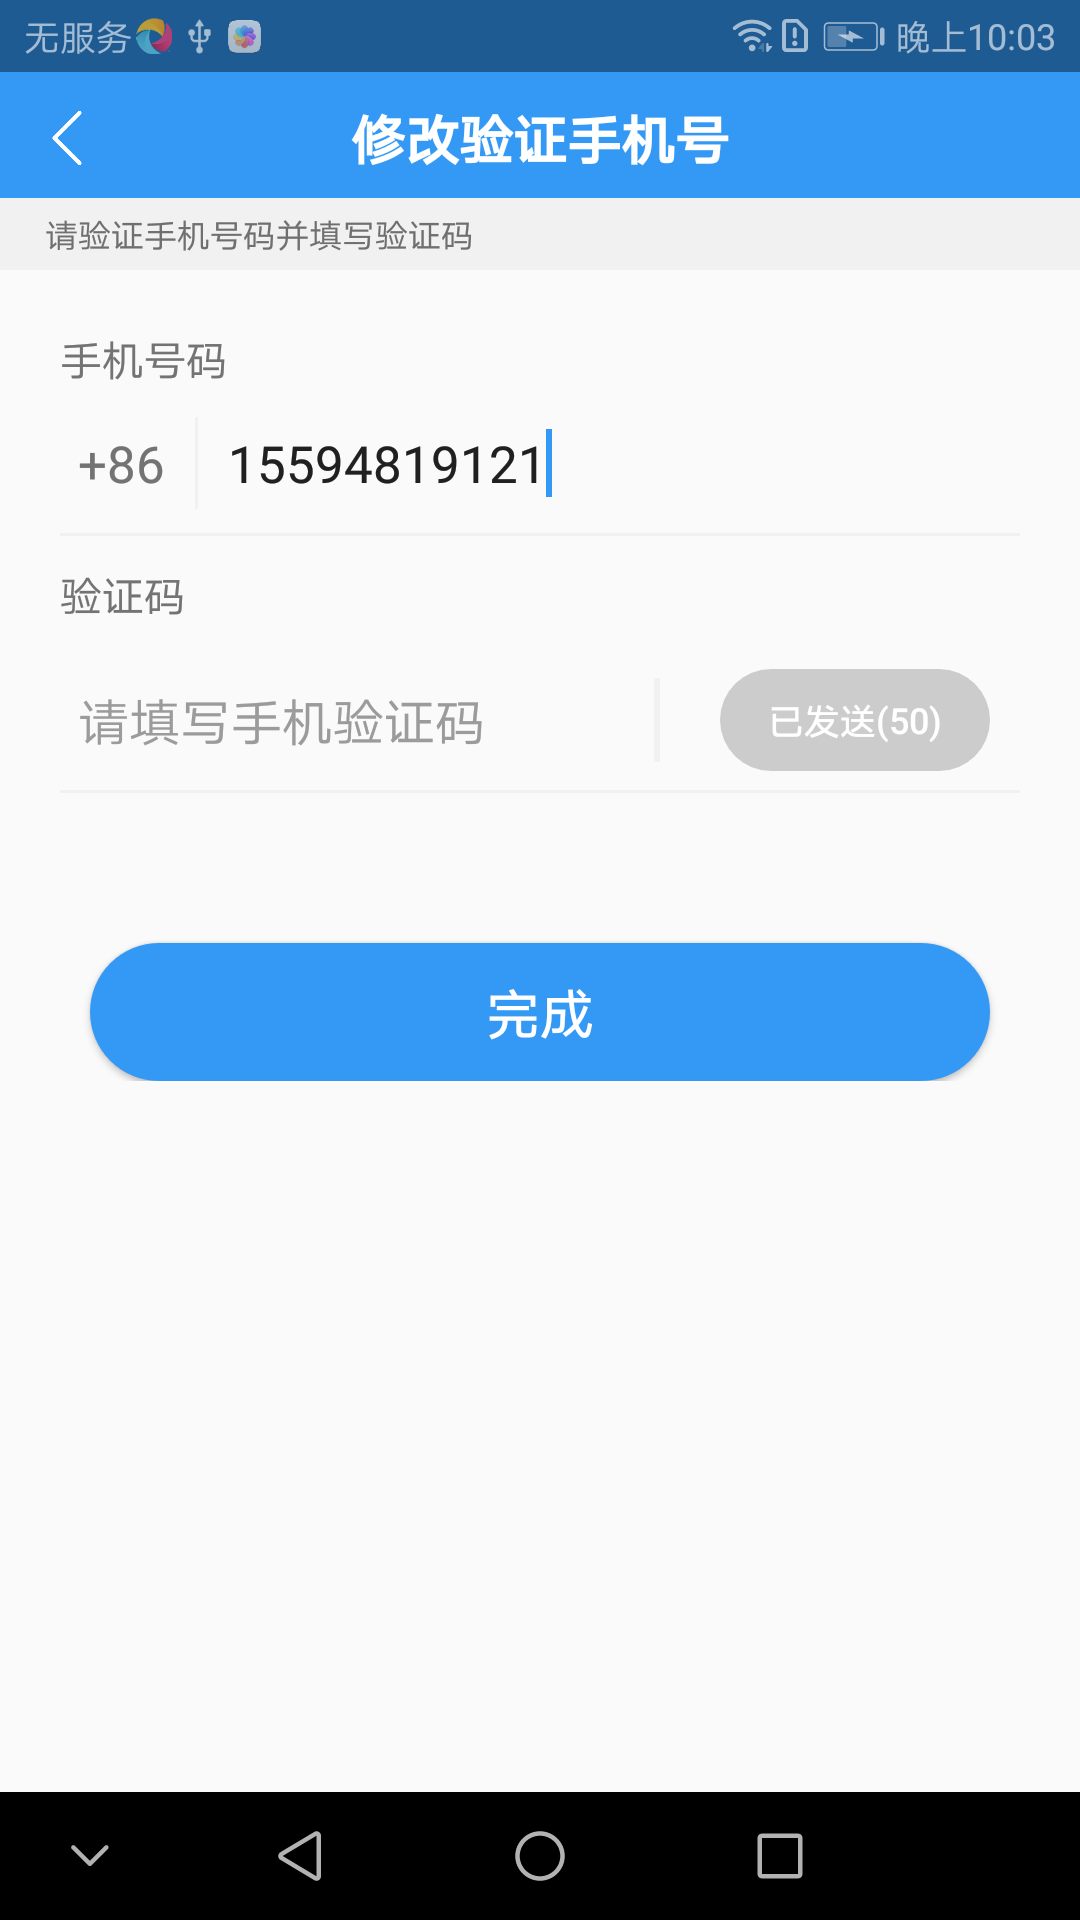 无服务 晚上10:03
修改验证手机号
请验证手机号码并填写验证码
手机号码
+86 15594819121
验证码
请填写手机验证码 已发送(50)
完成